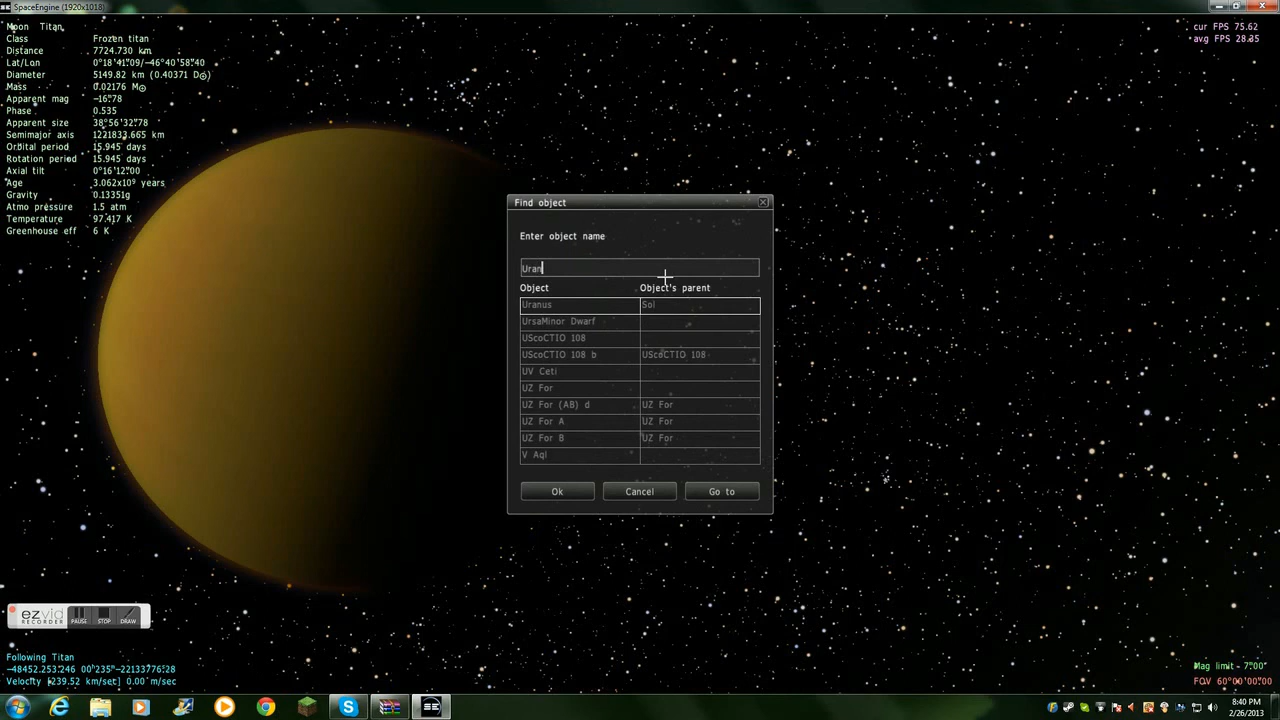 SpaceEngine (1920x1018)
Moon Titan
Class Frozen titan
Distance 7724.730 km
Lat/Lon 0°18'41"09/-46°40'58"40
Diameter 5149.82 km (0.40371 D⊙)
Mass 0.02176 M⊙
Apparent mag -16.78
Phase 0.535
Apparent size 38°56'32"78
Semimajor axis 1221833.665 km
Orbital period 15.945 days
Rotation period 15.945 days
Axial tilt 0°16'12"00
Age 3.062x10⁹ years
Gravity 0.13351g
Atmo pressure 1.5 atm
Temperature 97.417 K
Greenhouse eff 6 K
cur FPS 75.62
avg FPS 28.35
Find object
Enter object name
Uran
Object Object's parent
Uranus Sol
UrsaMinor Dwarf
UScoCTIO 108
UScoCTIO 108 b UScoCTIO 108
UV Ceti
UZ For
UZ For (AB) d UZ For
UZ For A UZ For
UZ For B UZ For
V Aql
Ok Cancel Go to
ezvid
RECORDER
PAUSE STOP DRAW
Following Titan
Velocity [239.52 km/sec] 0.00 m/sec
Mag limit -7"00"
FOV 60°00'00"00
8:40 PM
2/26/2013